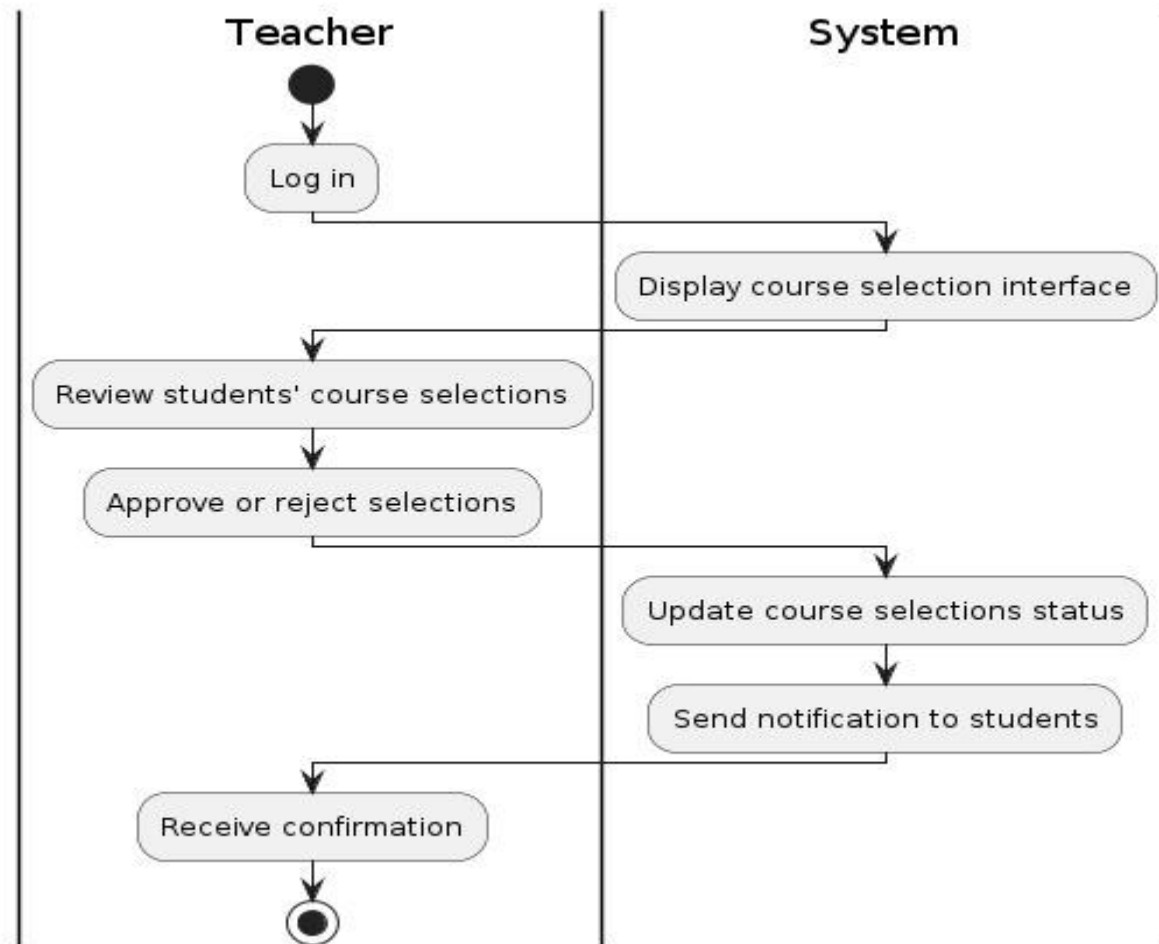 Teacher
System
Log in
Display course selection interface
Review students' course selections
Approve or reject selections
Update course selections status
Send notification to students
Receive confirmation